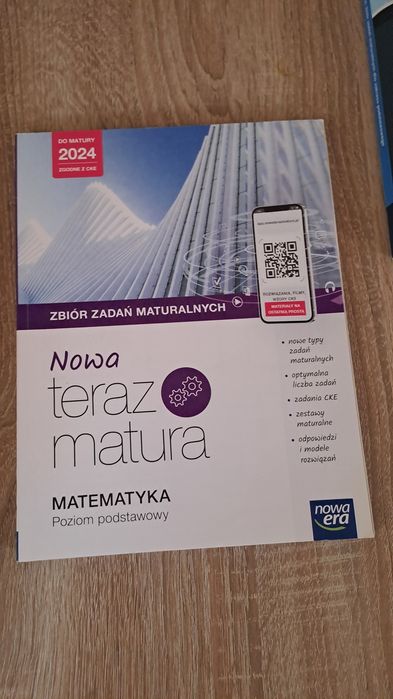 DO MATURY
2024
ZGODNE Z CKE
ROZWIĄZANIA, FILMY,
WZORY CKE
MATERIAŁY NA
OSTATNIĄ PROSTĄ
ZBIÓR ZADAŃ MATURALNYCH
Nowa
teraz
matura
MATEMATYKA
Poziom podstawowy
• nowe typy
zadań
maturalnych
• optymalna
liczba zadań
• zadania CKE
• zestawy
maturalne
• odpowiedzi
i modele
rozwiązań
nowa
era